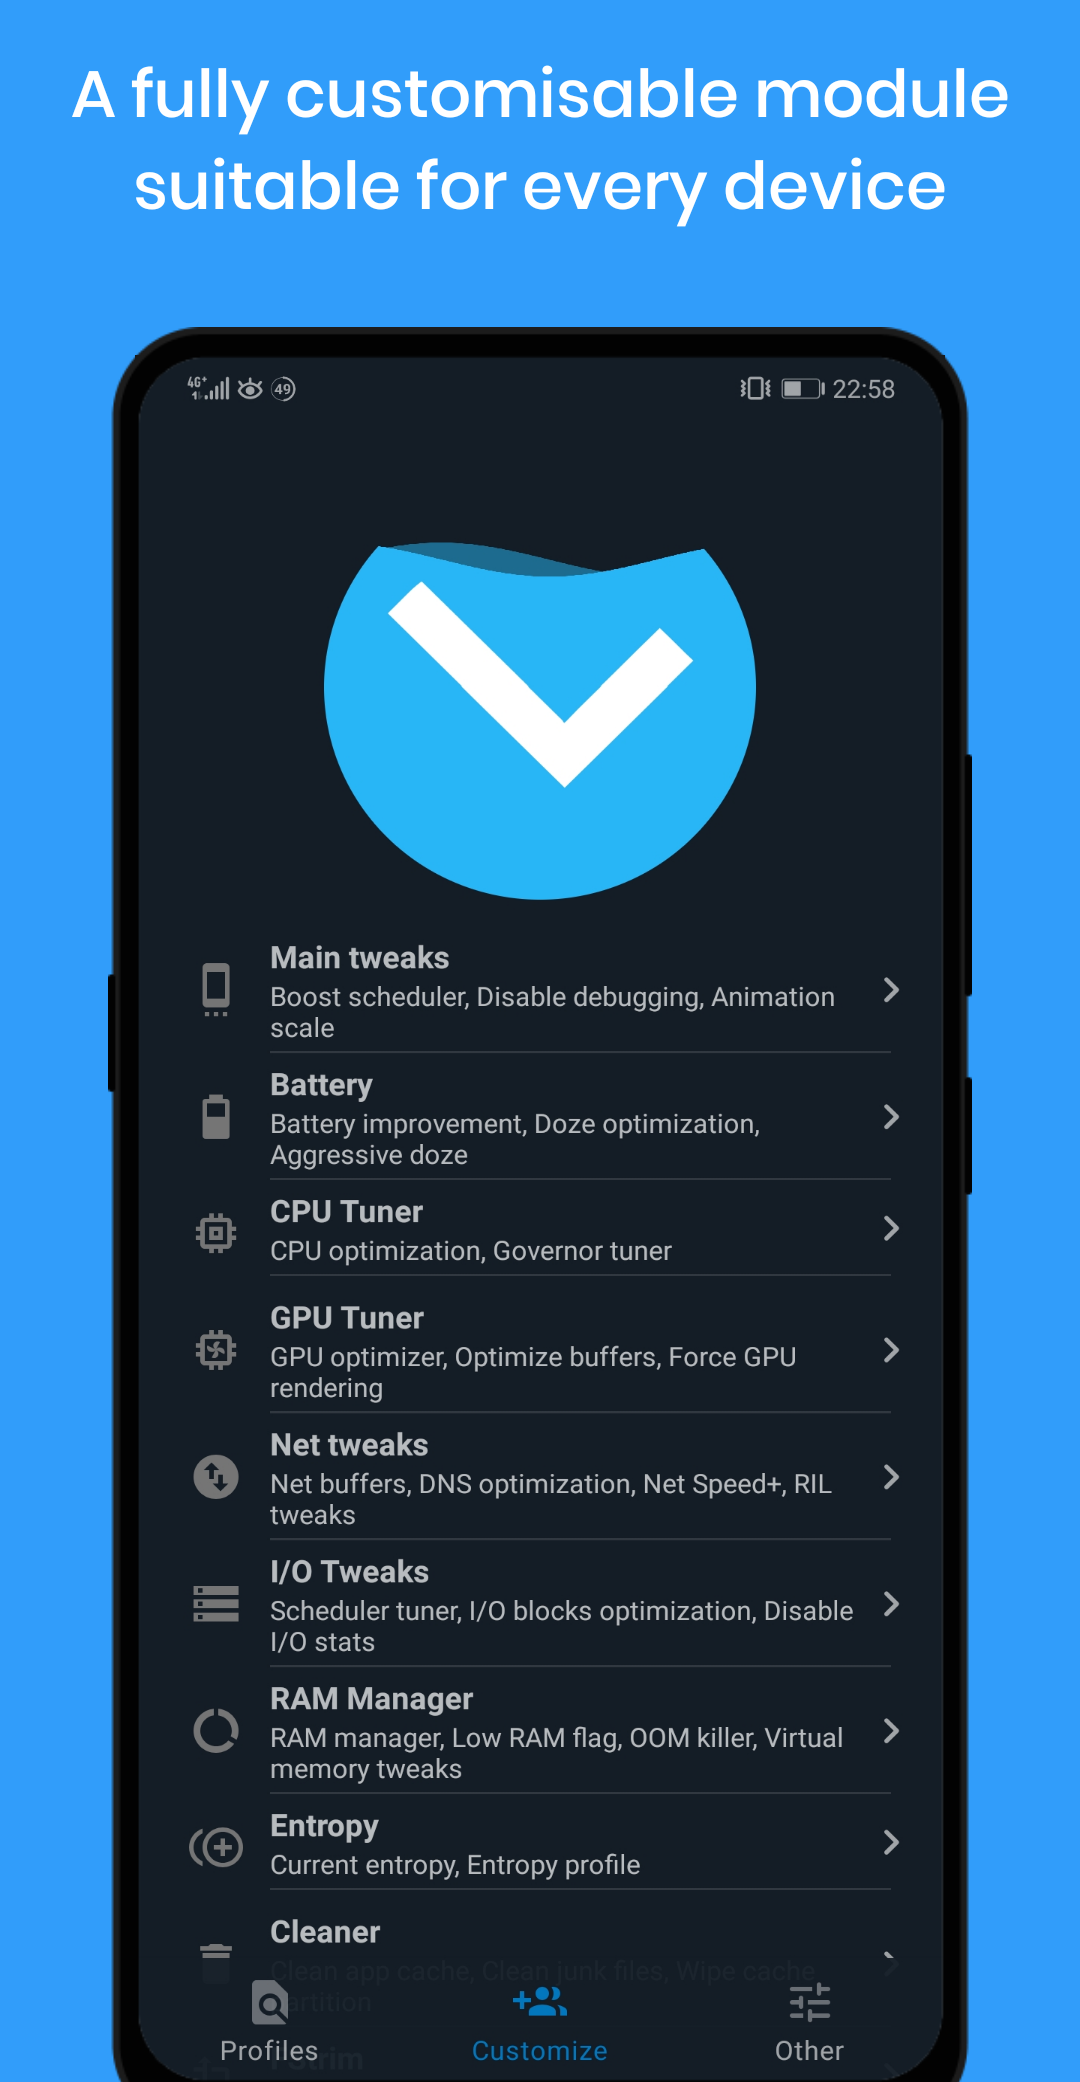 A fully customisable module
suitable for every device
4G+
49
22:58
Main tweaks
Boost scheduler, Disable debugging, Animation
scale
Battery
Battery improvement, Doze optimization,
Aggressive doze
CPU Tuner
CPU optimization, Governor tuner
GPU Tuner
GPU optimizer, Optimize buffers, Force GPU
rendering
Net tweaks
Net buffers, DNS optimization, Net Speed+, RIL
tweaks
I/O Tweaks
Scheduler tuner, I/O blocks optimization, Disable
I/O stats
RAM Manager
RAM manager, Low RAM flag, OOM killer, Virtual
memory tweaks
Entropy
Current entropy, Entropy profile
Cleaner
Clean app cache, Clean junk files, Wipe cache
Profiles
Customize
Other